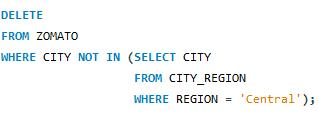 DELETE
FROM ZOMATO
WHERE CITY NOT IN (SELECT CITY
FROM CITY_REGION
WHERE REGION = 'Central');